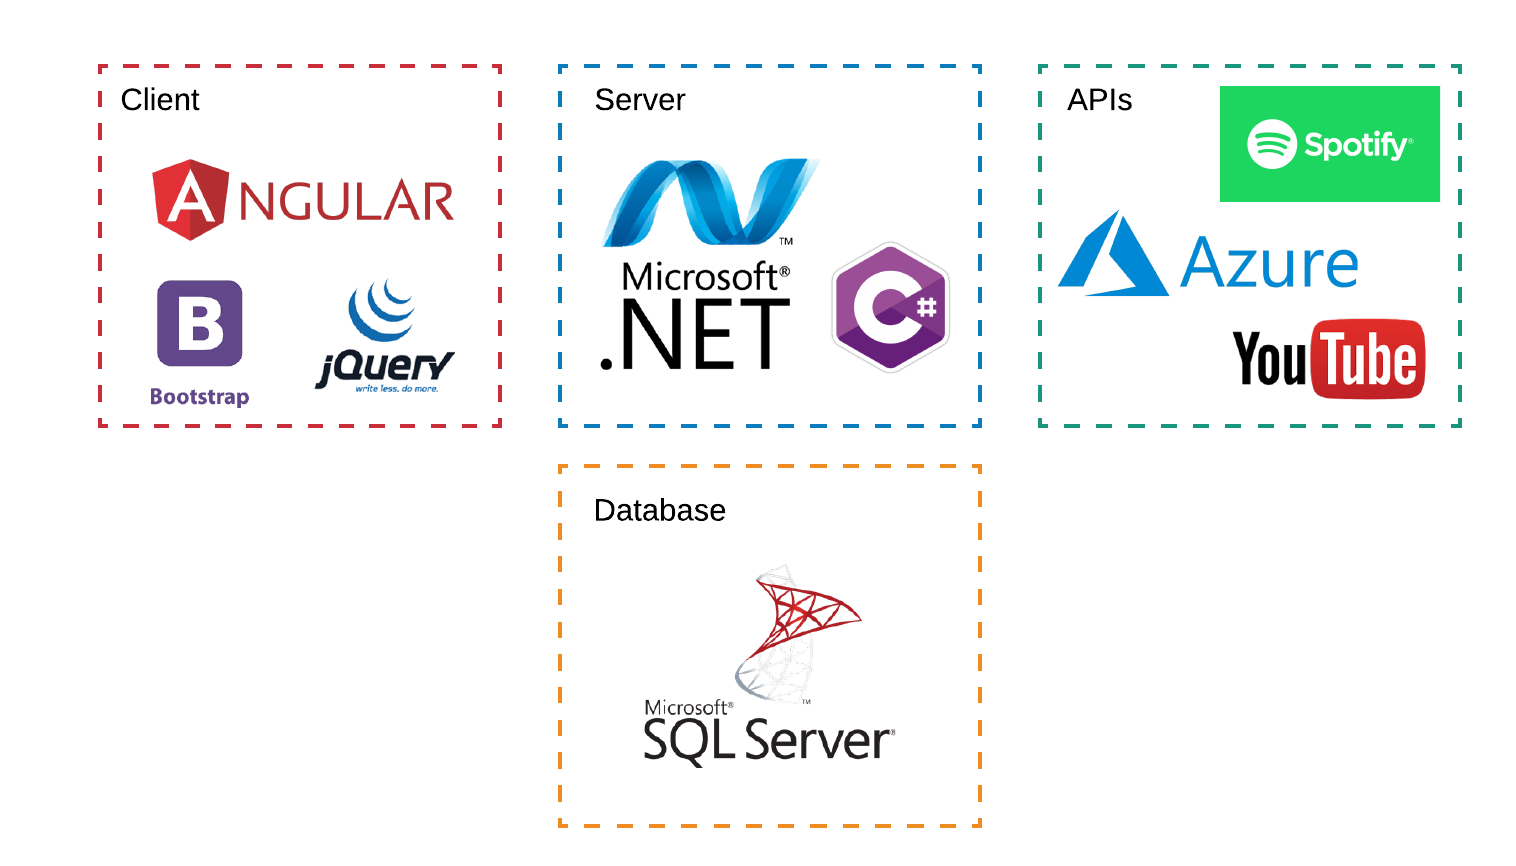 Client
ANGULAR
B
Bootstrap
jQuery
write less. do more.
Server
™
Microsoft®
.NET
C#
APIs
Spotify®
Azure
YouTube
Database
™
Microsoft®
SQL Server®